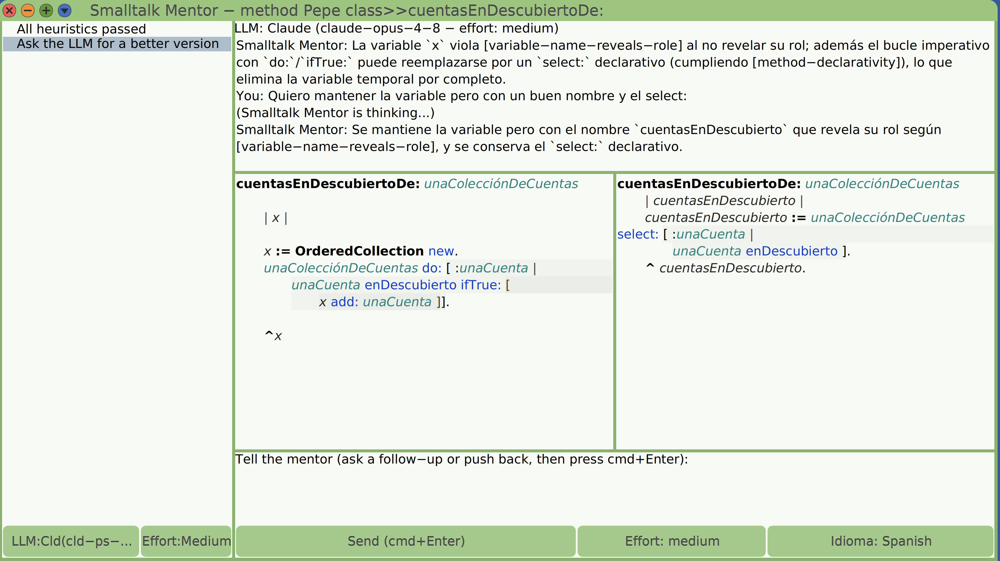 Smalltalk Mentor − method Pepe class>>cuentasEnDescubiertoDe:
All heuristics passed
Ask the LLM for a better version
LLM: Claude (claude−opus−4−8 − effort: medium)
Smalltalk Mentor: La variable `x` viola [variable−name−reveals−role] al no revelar su rol; además el bucle imperativo
con `do:`/`ifTrue:` puede reemplazarse por un `select:` declarativo (cumpliendo [method−declarativity]), lo que
elimina la variable temporal por completo.
You: Quiero mantener la variable pero con un buen nombre y el select:
(Smalltalk Mentor is thinking...)
Smalltalk Mentor: Se mantiene la variable pero con el nombre `cuentasEnDescubierto` que revela su rol según
[variable−name−reveals−role], y se conserva el `select:` declarativo.
cuentasEnDescubiertoDe: unaColecciónDeCuentas
| x |
x := OrderedCollection new.
unaColecciónDeCuentas do: [ :unaCuenta |
unaCuenta enDescubierto ifTrue: [
x add: unaCuenta ]].
^x
cuentasEnDescubiertoDe: unaColecciónDeCuentas
| cuentasEnDescubierto |
cuentasEnDescubierto := unaColecciónDeCuentas
select: [ :unaCuenta |
unaCuenta enDescubierto ].
^ cuentasEnDescubierto.
Tell the mentor (ask a follow−up or push back, then press cmd+Enter):
LLM:Cld(cld−ps−...
Effort:Medium
Send (cmd+Enter)
Effort: medium
Idioma: Spanish